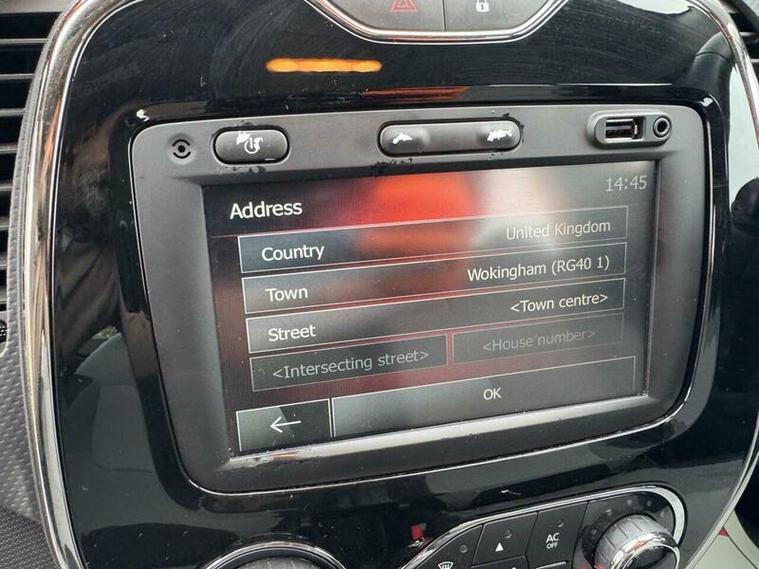 14:45
Address
Country United Kingdom
Town Wokingham (RG40 1)
Street <Town centre>
<Intersecting street> <House number>
OK
AC
OFF